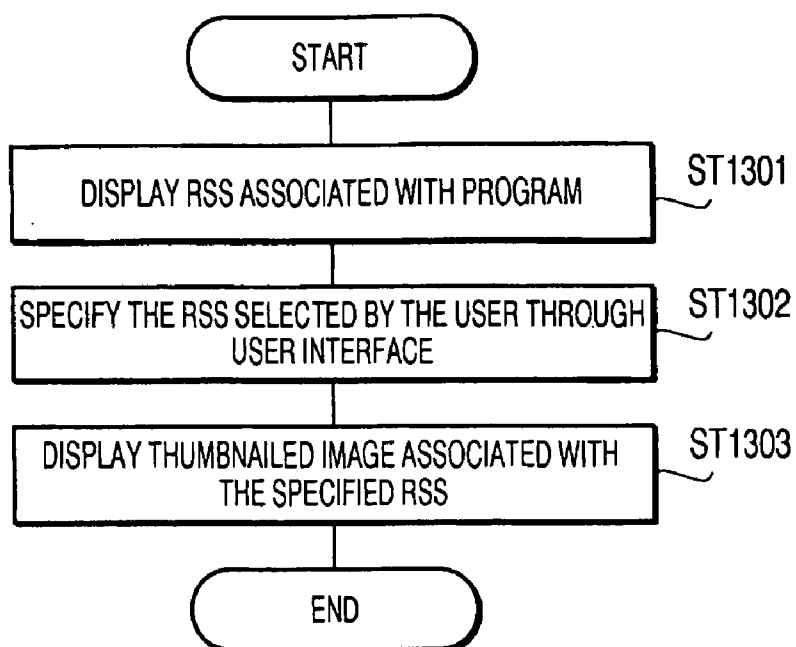 START
DISPLAY RSS ASSOCIATED WITH PROGRAM
ST1301
SPECIFY THE RSS SELECTED BY THE USER THROUGH
USER INTERFACE
ST1302
DISPLAY THUMBNAILED IMAGE ASSOCIATED WITH
THE SPECIFIED RSS
ST1303
END